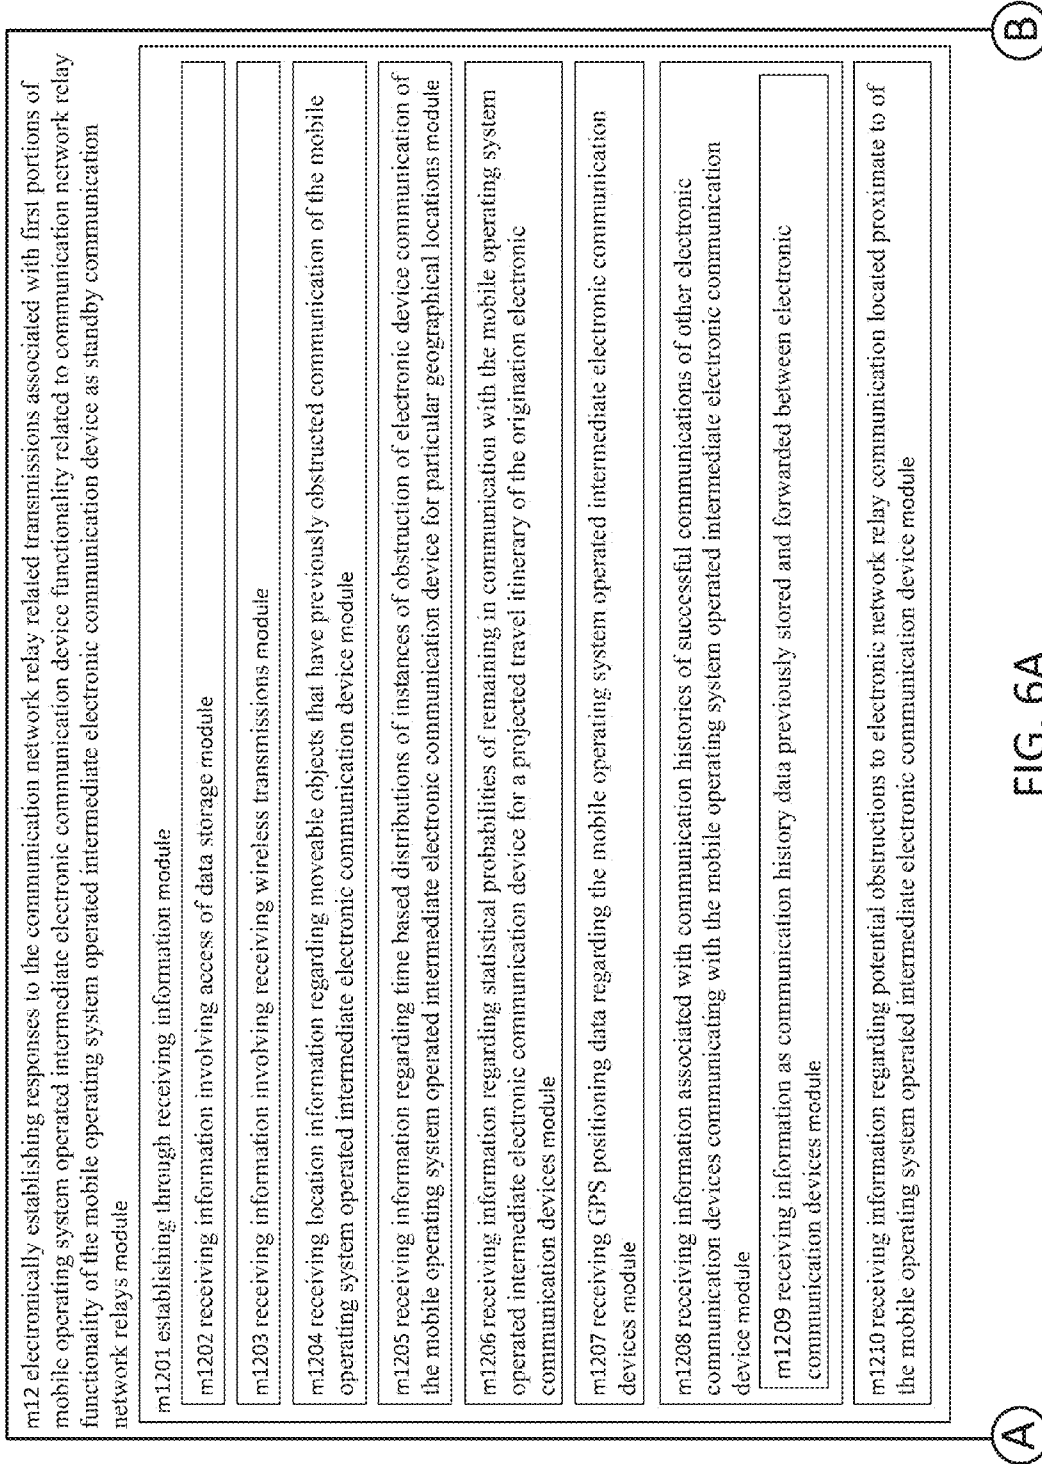 m12 electronically establishing responses to the communication network relay related transmissions associated with first portions of
mobile operating system operated intermediate electronic communication device functionality related to communication network relay
functionality of the mobile operating system operated intermediate electronic communication device as standby communication
network relays module
m1201 establishing through receiving information module
m1202 receiving information involving access of data storage module
m1203 receiving information involving receiving wireless transmissions module
m1204 receiving location information regarding moveable objects that have previously obstructed communication of the mobile
operating system operated intermediate electronic communication device module
m1205 receiving information regarding time based distributions of instances of obstruction of electronic device communication of
the mobile operating system operated intermediate electronic communication device for particular geographical locations module
m1206 receiving information regarding statistical probabilities of remaining in communication with the mobile operating system
operated intermediate electronic communication device for a projected travel itinerary of the origination electronic
communication devices module
m1207 receiving GPS positioning data regarding the mobile operating system operated intermediate electronic communication
devices module
m1208 receiving information associated with communication histories of successful communications of other electronic
communication devices communicating with the mobile operating system operated intermediate electronic communication
device module
m1209 receiving information as communication history data previously stored and forwarded between electronic
communication devices module
m1210 receiving information regarding potential obstructions to electronic network relay communication located proximate to of
the mobile operating system operated intermediate electronic communication device module
A
B
FIG. 6A